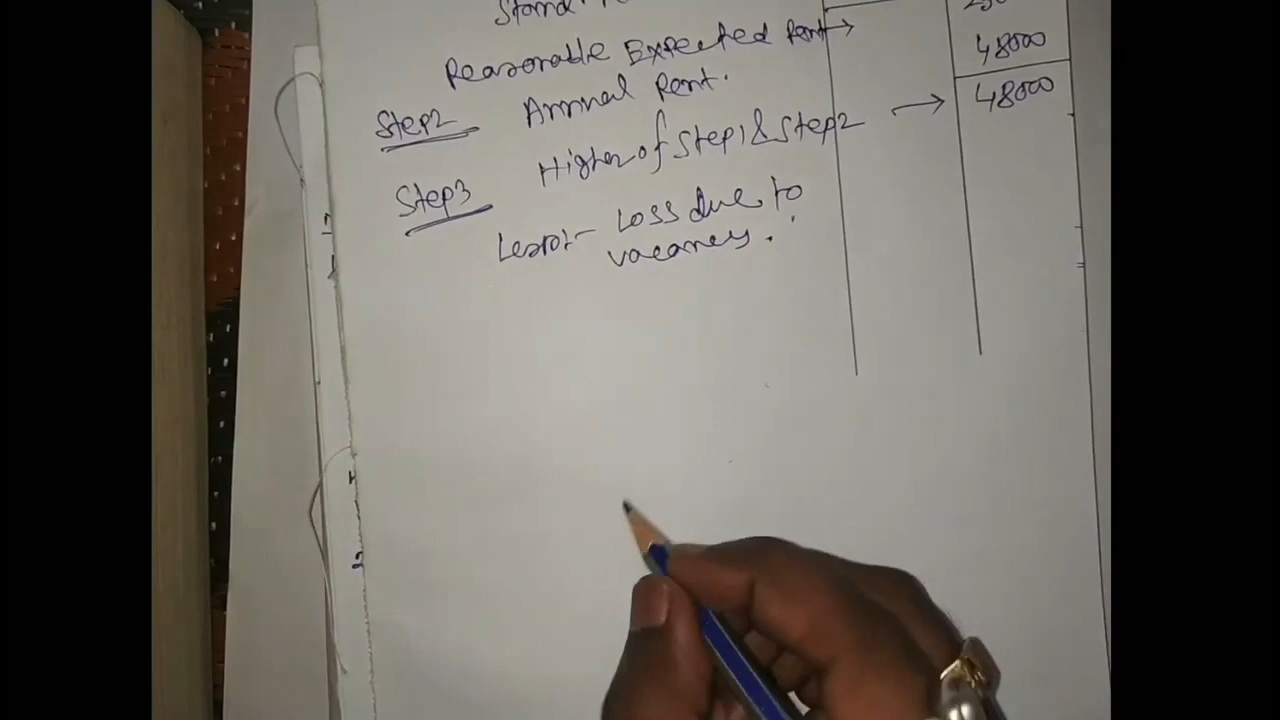 Reasonable Expected Rent →
48000
Step2 Annual Rent.
Higher of Step1 & Step2 → 48000
Step3
Less:- Loss due to
vacancy.